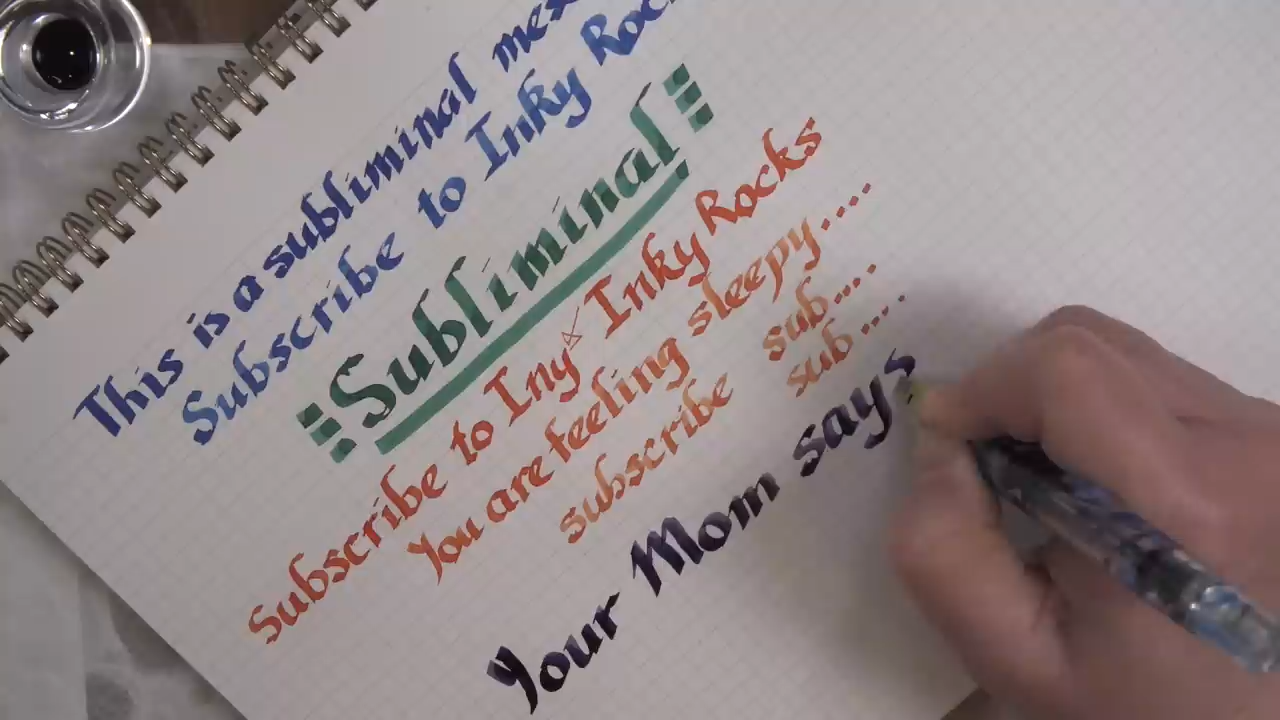 This is a subliminal mes
Subscribe to Inky Roc
Subliminal
Subscribe to Iny Inky Rocks
You are feeling sleepy....
subscribe sub.... sub....
Your Mom says